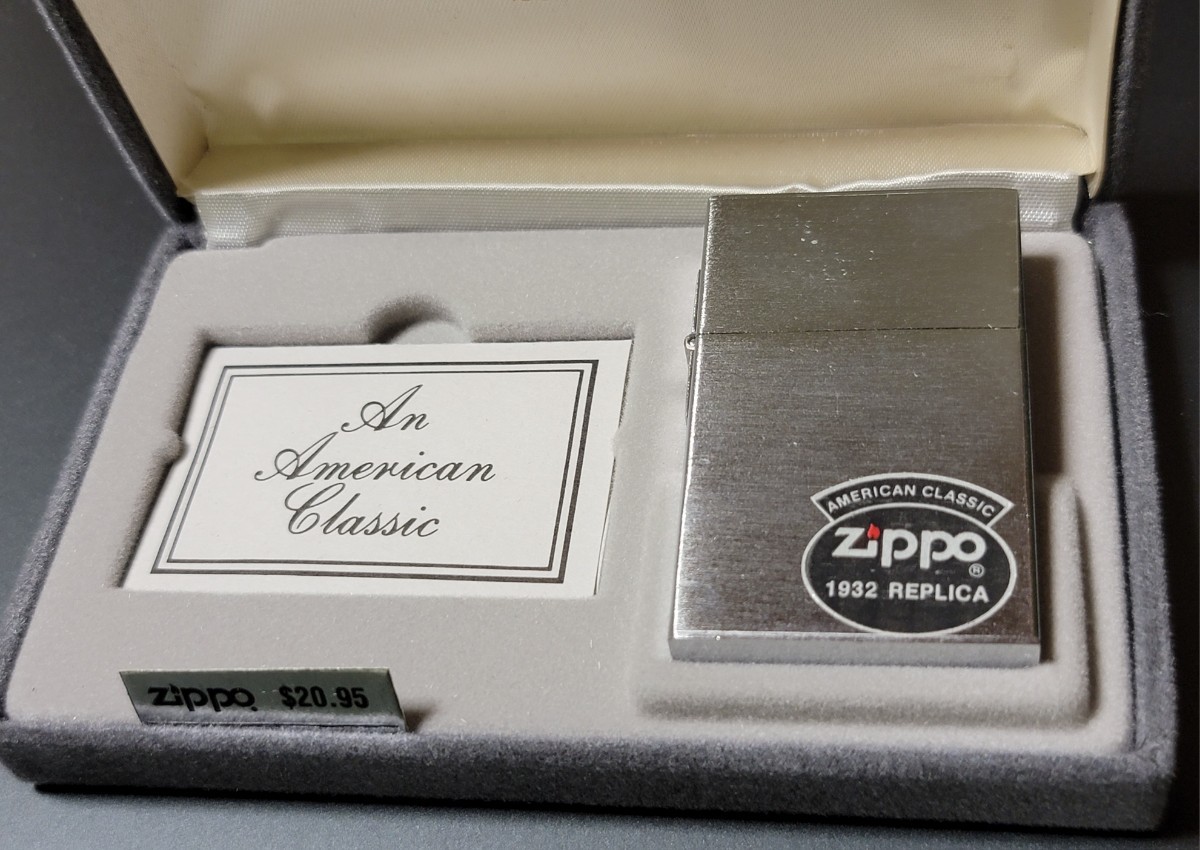 An
American
Classic
zippo $20.95
AMERICAN CLASSIC
Zippo ®
1932 REPLICA